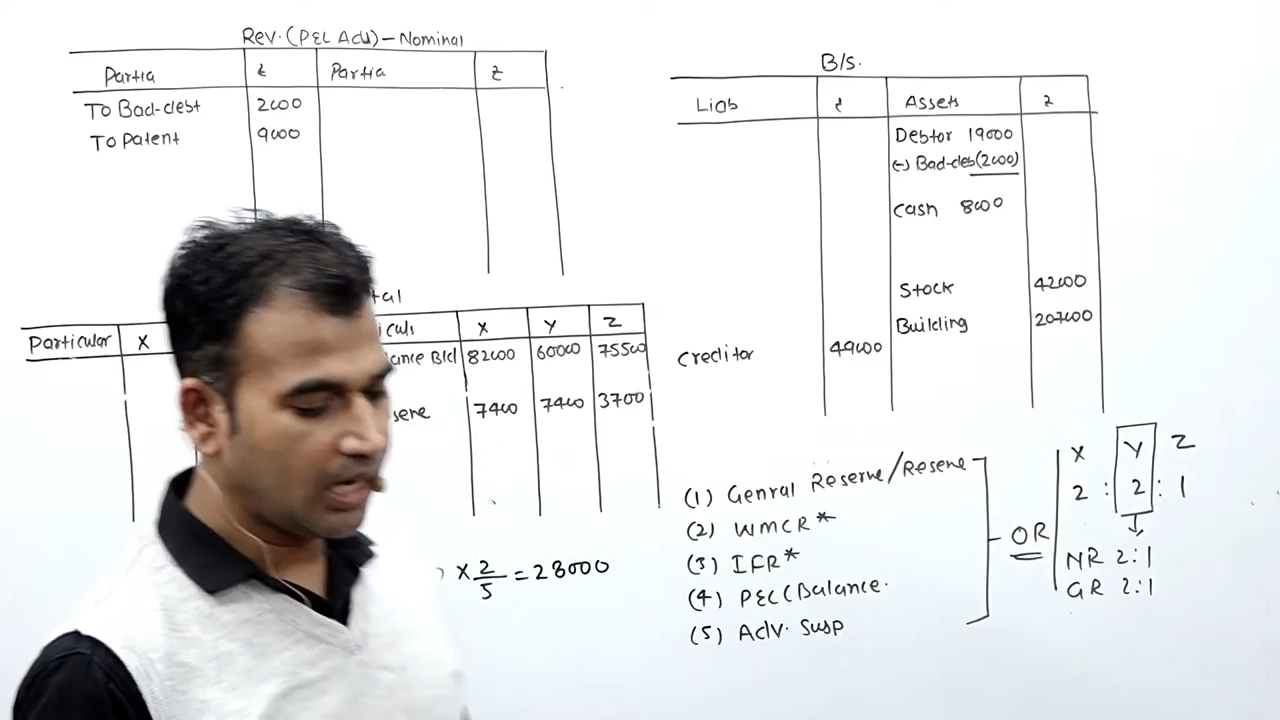 Rev. (P&L Adj) - Nominal
Partia ₹ Partia ₹
To Bad-debt 2000
To Patent 9000
B/s.
Liab ₹ Assets ₹
Debtor 19000
(-) Bad-deb (2000)
Cash 8000
Stock 42000
Building 207000
Creditor 49000
Particular X X Y Z
82000 60000 75500
7400 7400 3700
× 2/5 = 28000
(1) Genral Reserve/Resene
(2) WMCR*
(3) IFR*
(4) P&L (Balance.
(5) Adv. Susp
OR
X Y Z
2 : 2 : 1
NR 2:1
GR 2:1